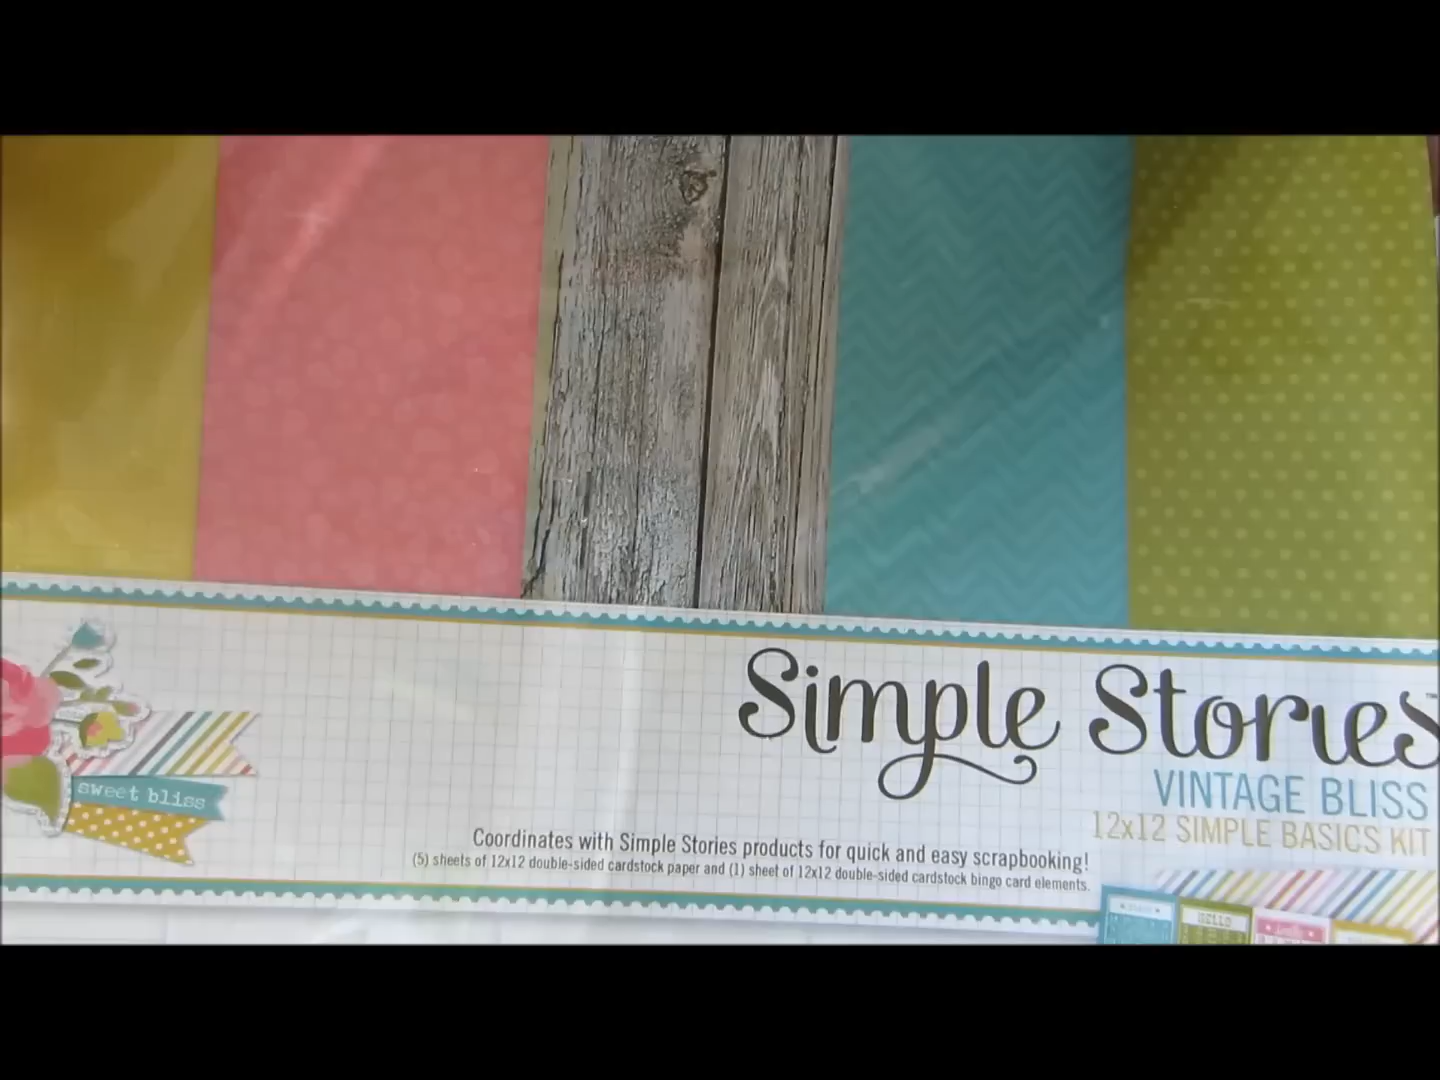 Simple Stories
VINTAGE BLISS
12x12 SIMPLE BASICS KIT
sweet bliss
Coordinates with Simple Stories products for quick and easy scrapbooking!
(5) sheets of 12x12 double-sided cardstock paper and (1) sheet of 12x12 double-sided cardstock bingo card elements.
HELLO